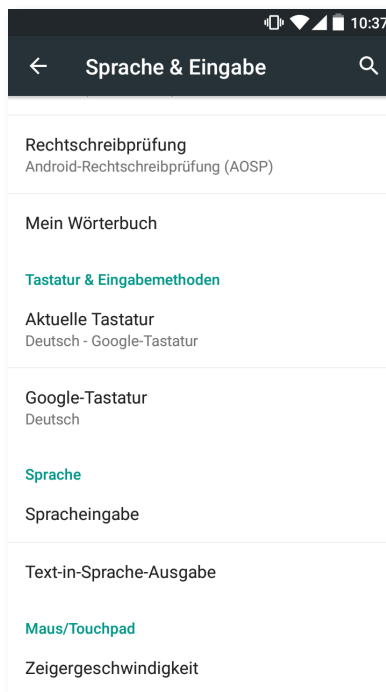 10:37
Sprache & Eingabe
Rechtschreibprüfung
Android-Rechtschreibprüfung (AOSP)
Mein Wörterbuch
Tastatur & Eingabemethoden
Aktuelle Tastatur
Deutsch - Google-Tastatur
Google-Tastatur
Deutsch
Sprache
Spracheingabe
Text-in-Sprache-Ausgabe
Maus/Touchpad
Zeigergeschwindigkeit